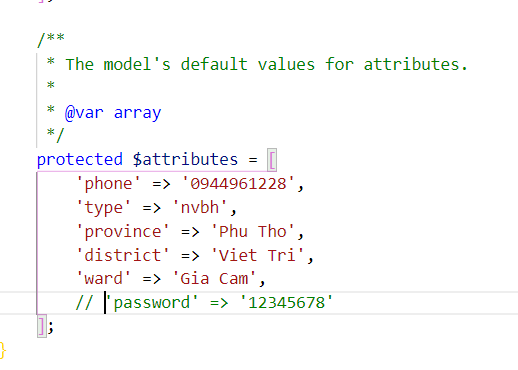 /**
* The model's default values for attributes.
*
* @var array
*/
protected $attributes = [
'phone' => '0944961228',
'type' => 'nvbh',
'province' => 'Phu Tho',
'district' => 'Viet Tri',
'ward' => 'Gia Cam',
// 'password' => '12345678'
];
}